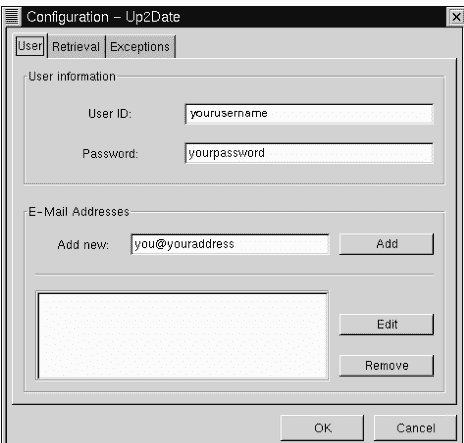 Configuration – Up2Date
User Retrieval Exceptions
User information
User ID: yourusername
Password: yourpassword
E-Mail Addresses
Add new: you@youraddress Add
Edit
Remove
OK Cancel